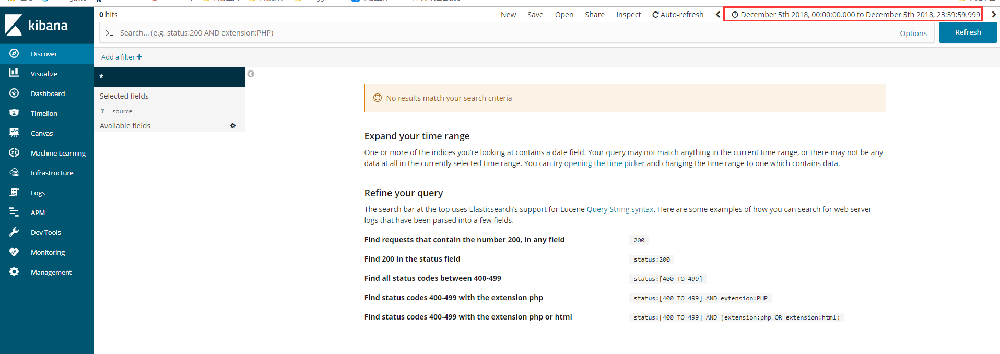 0 hits
New Save Open Share Inspect Auto-refresh December 5th 2018, 00:00:00.000 to December 5th 2018, 23:59:59.999
kibana
>_ Search... (e.g. status:200 AND extension:PHP) Options Refresh
Add a filter +
Discover
Visualize
Dashboard
Timelion
Canvas
Machine Learning
Infrastructure
Logs
APM
Dev Tools
Monitoring
Management
*
Selected fields
? _source
Available fields
No results match your search criteria
Expand your time range
One or more of the indices you’re looking at contains a date field. Your query may not match anything in the current time range, or there may not be any
data at all in the currently selected time range. You can try opening the time picker and changing the time range to one which contains data.
Refine your query
The search bar at the top uses Elasticsearch’s support for Lucene Query String syntax. Here are some examples of how you can search for web server
logs that have been parsed into a few fields.
Find requests that contain the number 200, in any field 200
Find 200 in the status field status:200
Find all status codes between 400-499 status:[400 TO 499]
Find status codes 400-499 with the extension php status:[400 TO 499] AND extension:PHP
Find status codes 400-499 with the extension php or html status:[400 TO 499] AND (extension:php OR extension:html)